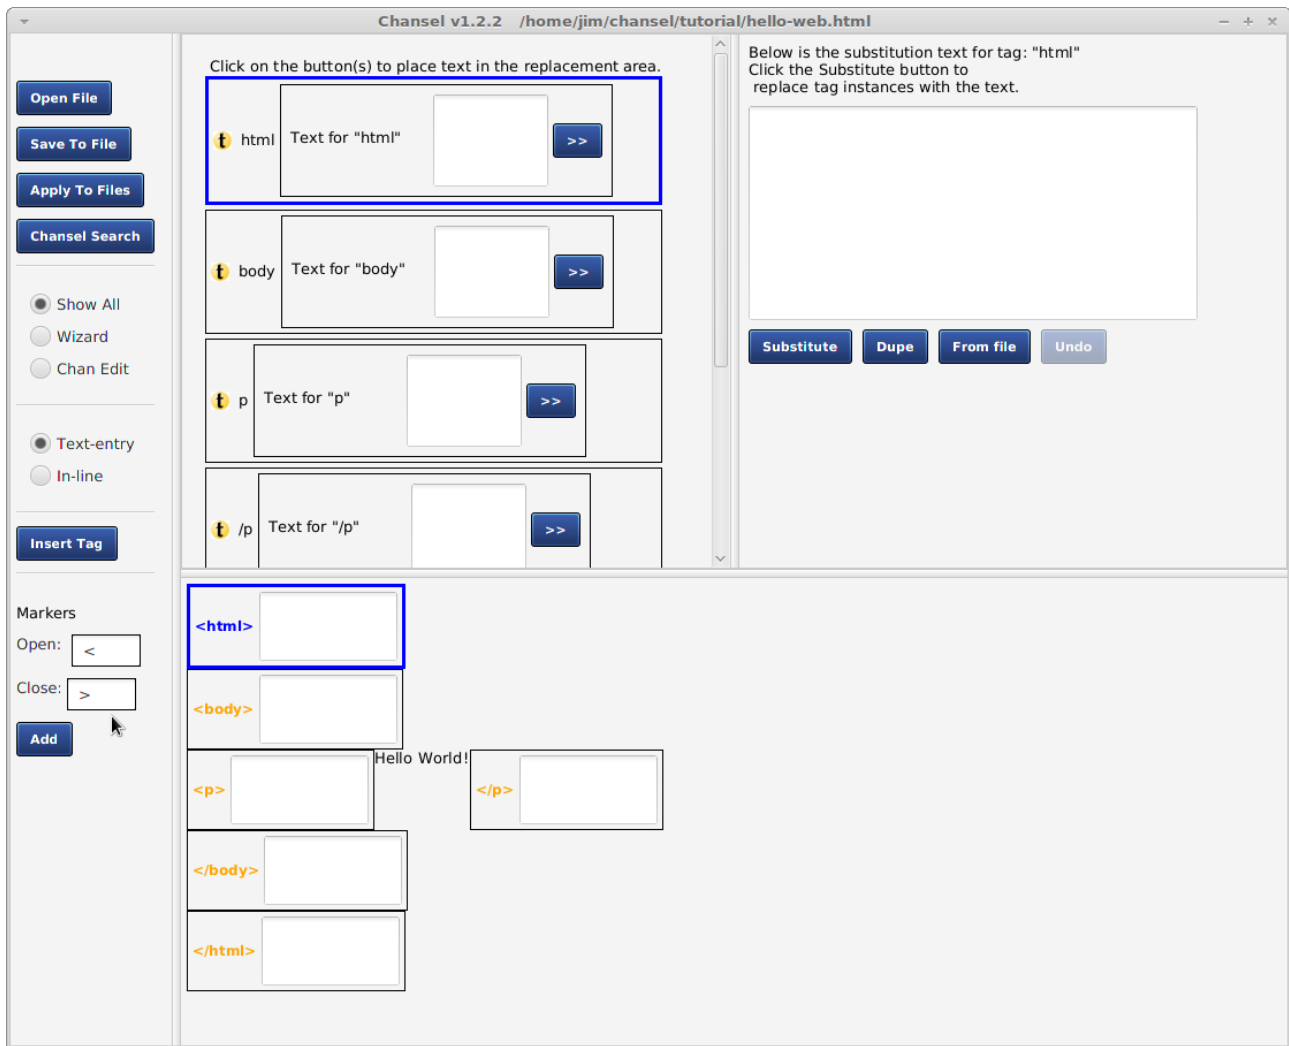 Chansel v1.2.2 /home/jim/chansel/tutorial/hello-web.html
Open File
Save To File
Apply To Files
Chansel Search
Show All
Wizard
Chan Edit
Text-entry
In-line
Insert Tag
Markers
Open: <
Close: >
Add
Click on the button(s) to place text in the replacement area.
t html Text for "html" >>
t body Text for "body" >>
t p Text for "p" >>
t /p Text for "/p" >>
Below is the substitution text for tag: "html"
Click the Substitute button to
replace tag instances with the text.
Substitute Dupe From file Undo
<html>
<body>
<p> Hello World! </p>
</body>
</html>